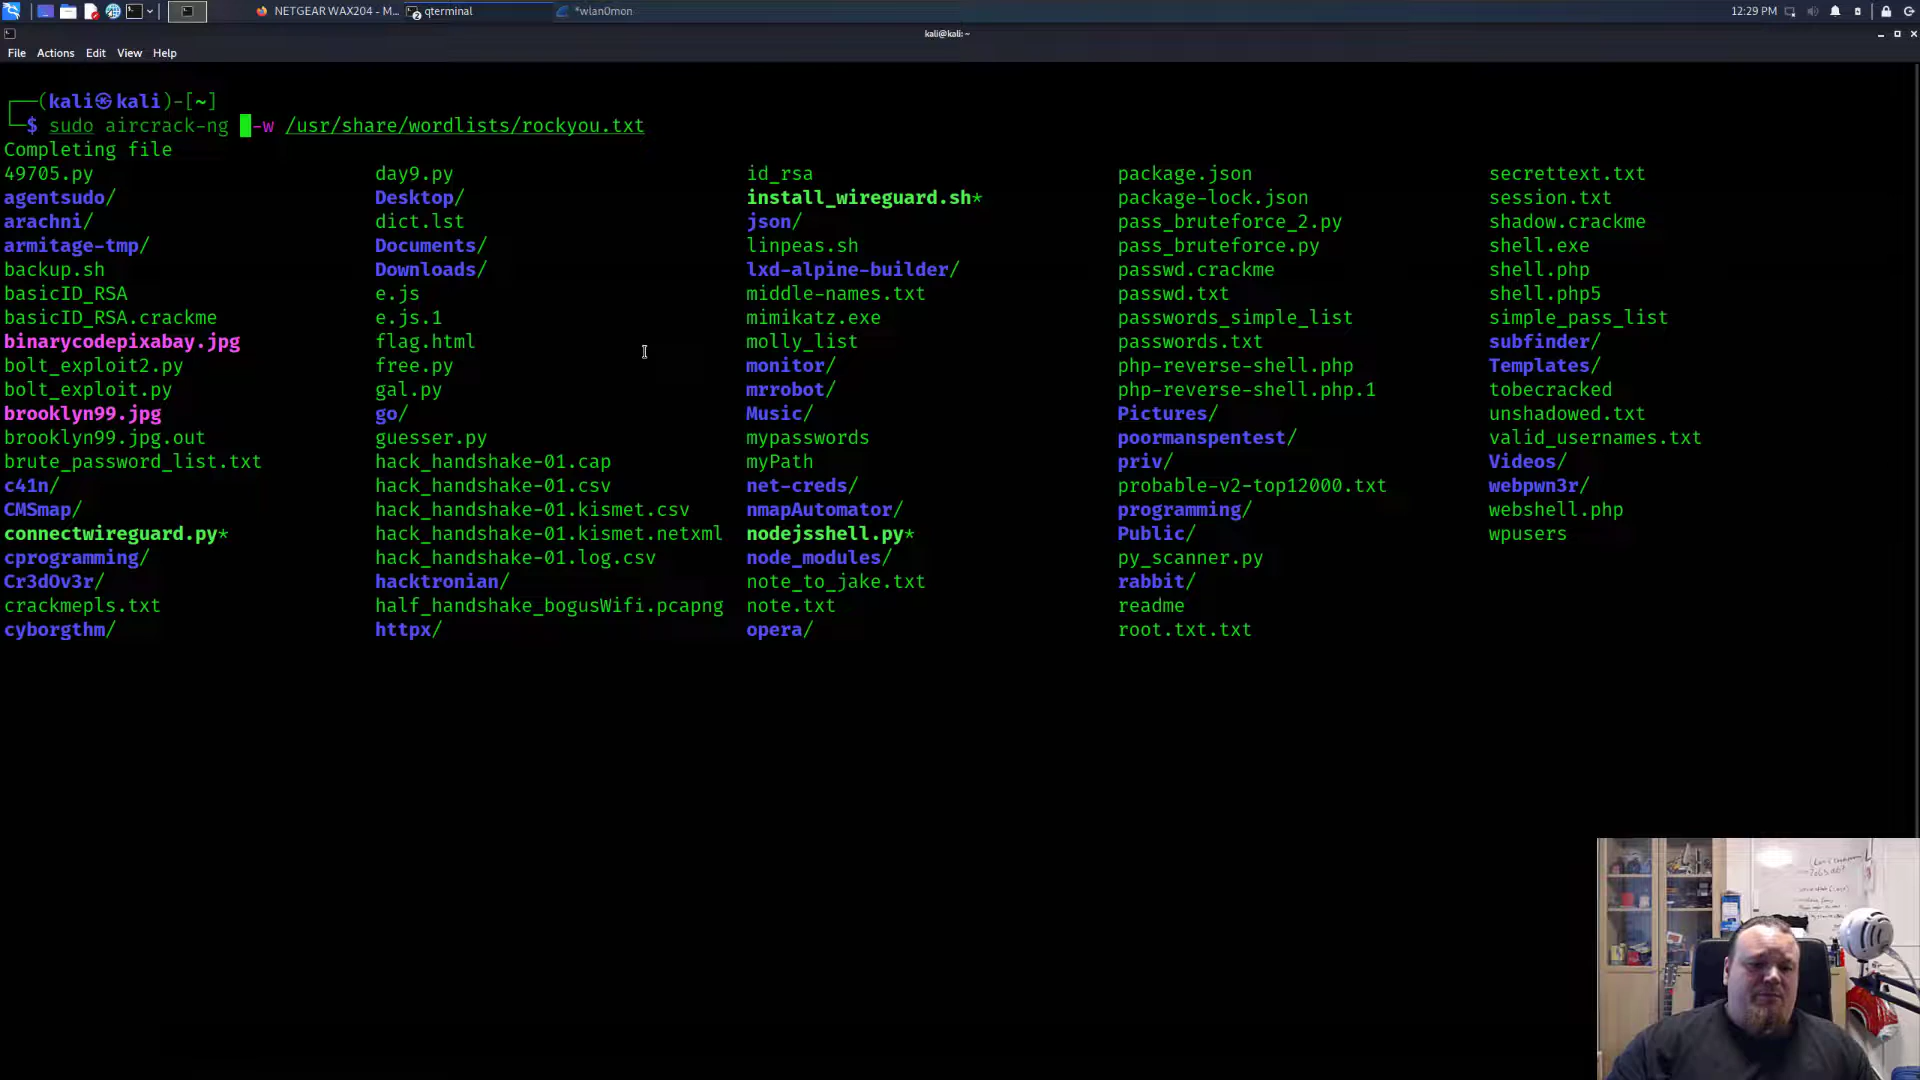 NETGEAR WAX204 - M... qterminal *wlan0mon 12:29 PM
kali@kali: ~
File Actions Edit View Help
(kali㉿kali)-[~]
$ sudo aircrack-ng -w /usr/share/wordlists/rockyou.txt
Completing file
49705.py day9.py id_rsa package.json secrettext.txt
agentsudo/ Desktop/ install_wireguard.sh* package-lock.json session.txt
arachni/ dict.lst json/ pass_bruteforce_2.py shadow.crackme
armitage-tmp/ Documents/ linpeas.sh pass_bruteforce.py shell.exe
backup.sh Downloads/ lxd-alpine-builder/ passwd.crackme shell.php
basicID_RSA e.js middle-names.txt passwd.txt shell.php5
basicID_RSA.crackme e.js.1 mimikatz.exe passwords_simple_list simple_pass_list
binarycodepixabay.jpg flag.html molly_list passwords.txt subfinder/
bolt_exploit2.py free.py monitor/ php-reverse-shell.php Templates/
bolt_exploit.py gal.py mrrobot/ php-reverse-shell.php.1 tobecracked
brooklyn99.jpg go/ Music/ Pictures/ unshadowed.txt
brooklyn99.jpg.out guesser.py mypasswords poormanspentest/ valid_usernames.txt
brute_password_list.txt hack_handshake-01.cap myPath priv/ Videos/
c41n/ hack_handshake-01.csv net-creds/ probable-v2-top12000.txt webpwn3r/
CMSmap/ hack_handshake-01.kismet.csv nmapAutomator/ programming/ webshell.php
connectwireguard.py* hack_handshake-01.kismet.netxml nodejsshell.py* Public/ wpusers
cprogramming/ hack_handshake-01.log.csv node_modules/ py_scanner.py
Cr3dOv3r/ hacktronian/ note_to_jake.txt rabbit/
crackmepls.txt half_handshake_bogusWifi.pcapng note.txt readme
cyborgthm/ httpx/ opera/ root.txt.txt